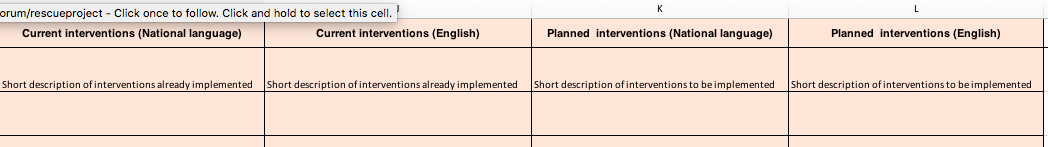 orum/rescueproject - Click once to follow. Click and hold to select this cell.
J K L
Current interventions (National language) Current interventions (English) Planned  interventions (National language) Planned  interventions (English)
Short description of interventions already implemented Short description of interventions already implemented Short description of interventions to be implemented Short description of interventions to be implemented